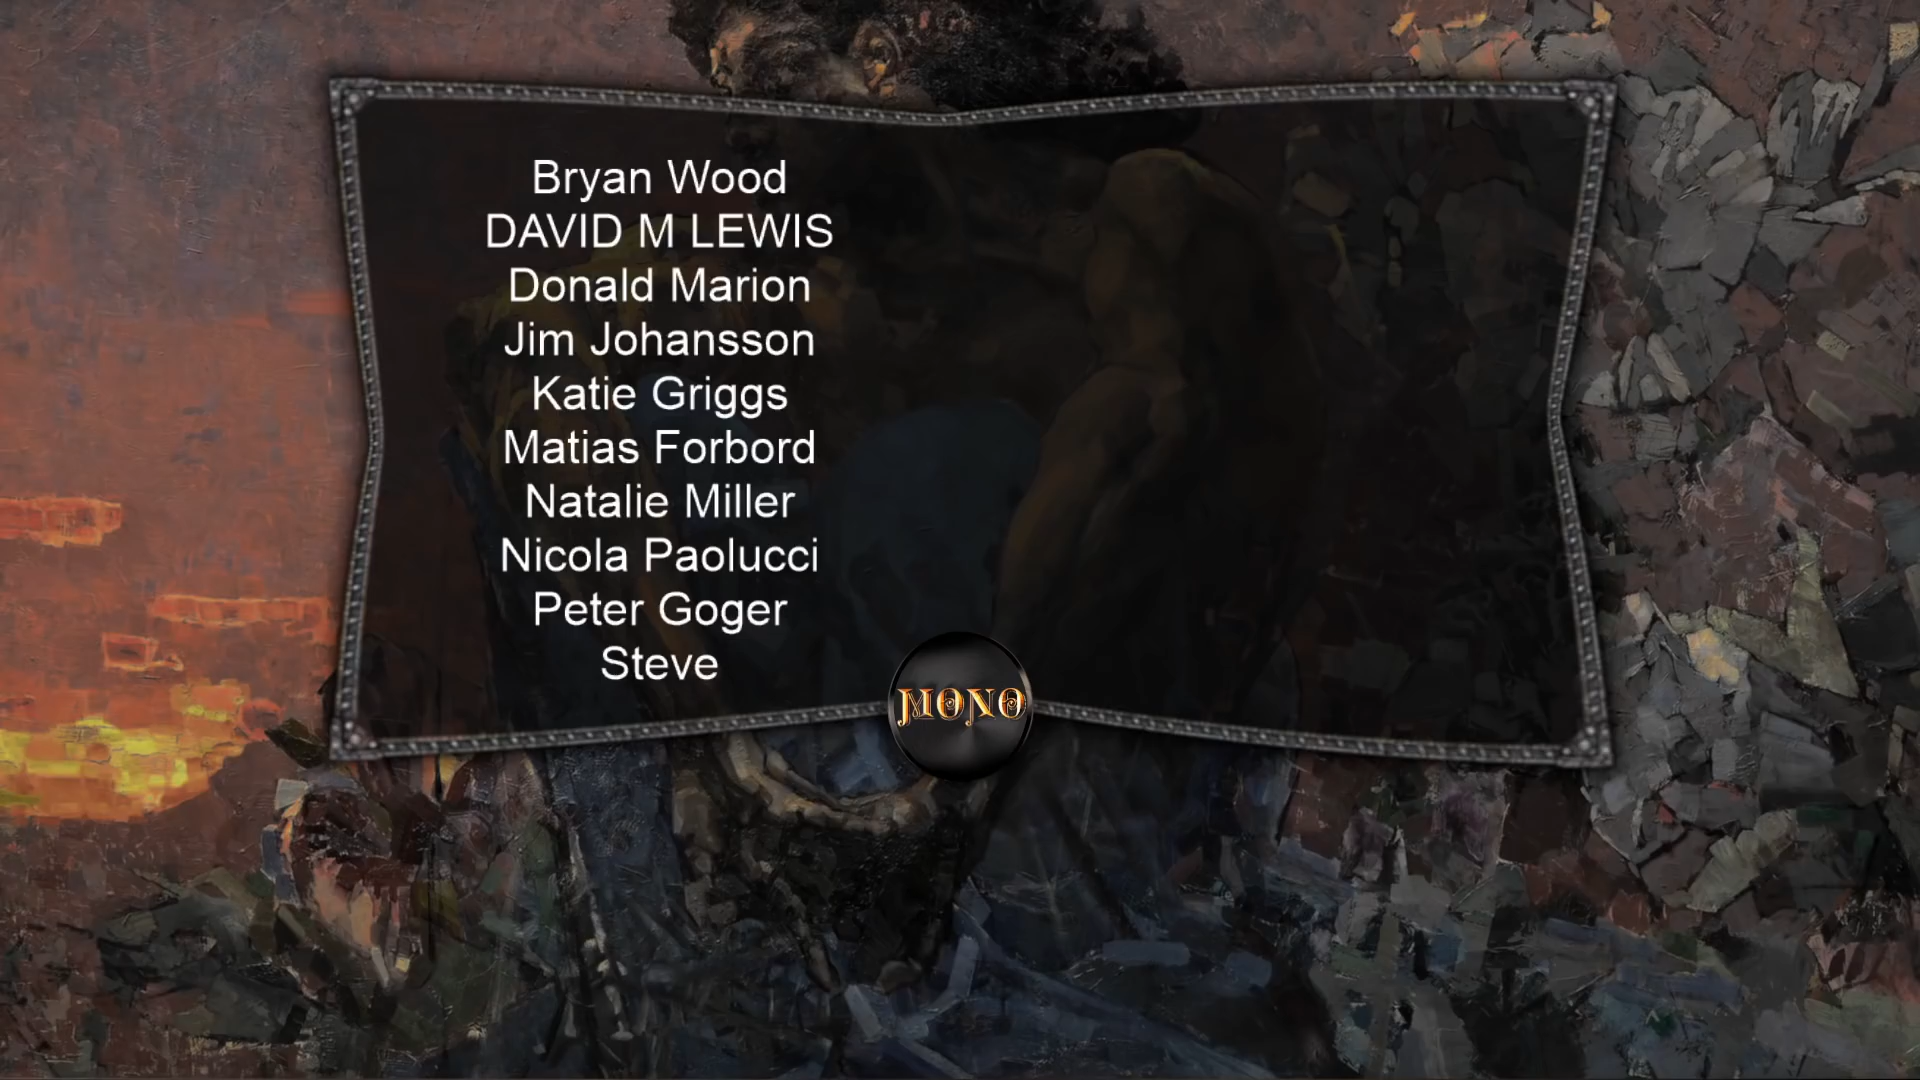 Bryan Wood
DAVID M LEWIS
Donald Marion
Jim Johansson
Katie Griggs
Matias Forbord
Natalie Miller
Nicola Paolucci
Peter Goger
Steve
MONO